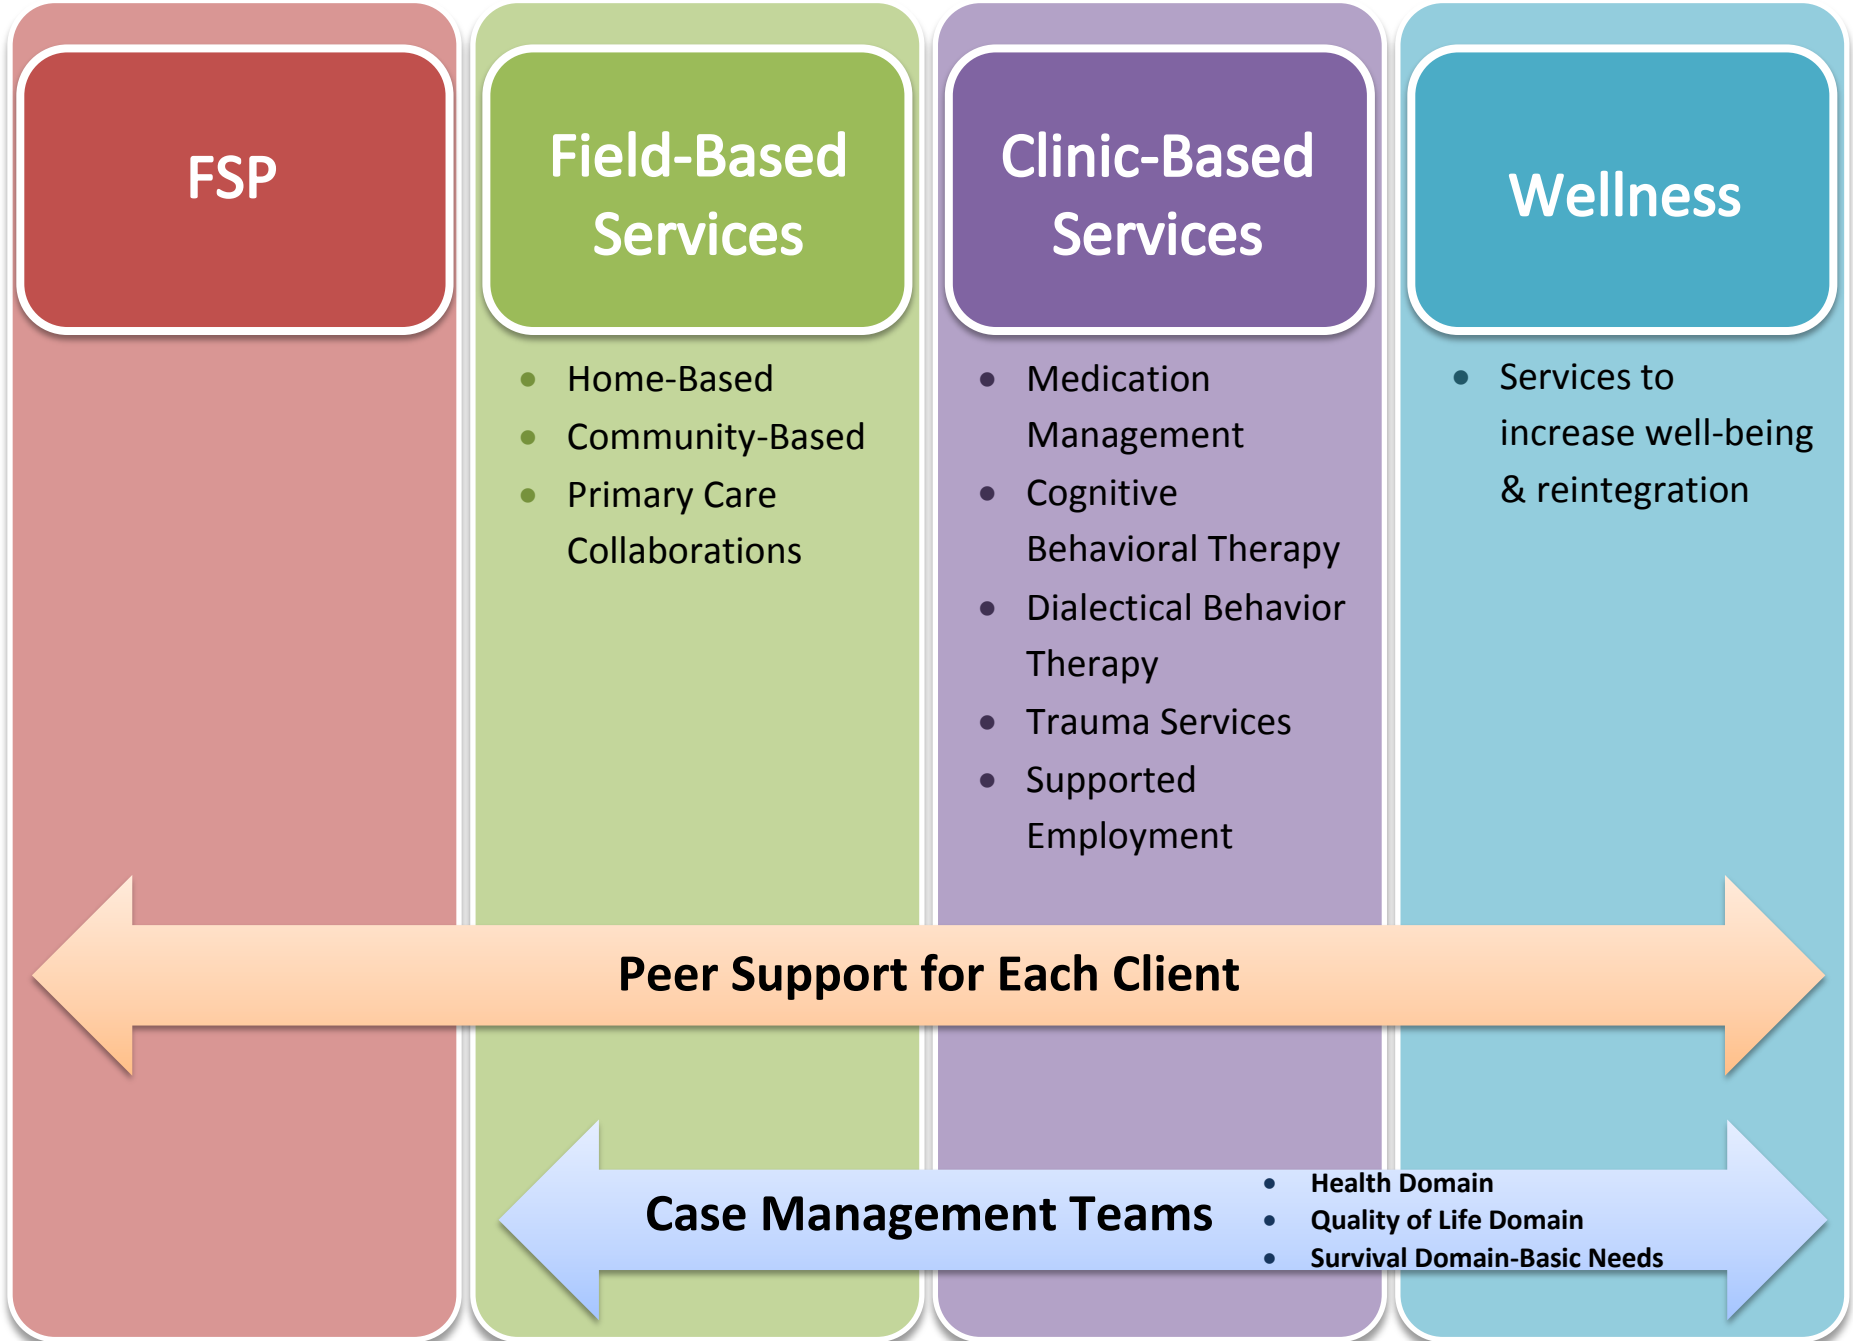 FSP
Field-Based
Services
• Home-Based
• Community-Based
• Primary Care
Collaborations
Clinic-Based
Services
• Medication
Management
• Cognitive
Behavioral Therapy
• Dialectical Behavior
Therapy
• Trauma Services
• Supported
Employment
Wellness
• Services to
increase well-being
& reintegration
Peer Support for Each Client
Case Management Teams
• Health Domain
• Quality of Life Domain
• Survival Domain-Basic Needs